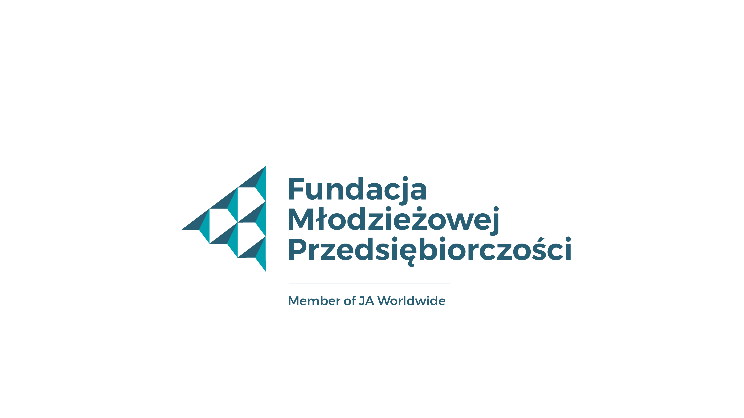 Fundacja
Młodzieżowej
Przedsiębiorczości
Member of JA Worldwide